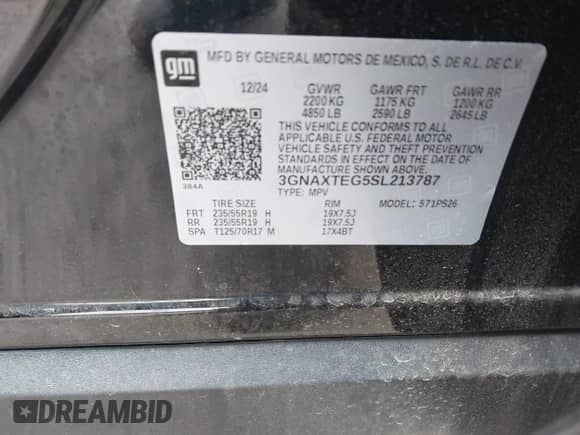 gm
MFD BY GENERAL MOTORS DE MEXICO, S. DE R.L. DE C.V.
12/24 GVWR GAWR FRT GAWR RR
2200 KG 1175 KG 1200 KG
4850 LB 2590 LB 2645 LB
THIS VEHICLE CONFORMS TO ALL
APPLICABLE U.S. FEDERAL MOTOR
VEHICLE SAFETY AND THEFT PREVENTION
STANDARDS IN EFFECT ON THE DATE OF
MANUFACTURE SHOWN ABOVE.
384A 3GNAXTEG5SL213787
TYPE: MPV MODEL: 571PS26
TIRE SIZE RIM
FRT 235/55R19 H 19X7.5J
RR 235/55R19 H 19X7.5J
SPA T125/70R17 M 17X4BT
DREAMBID